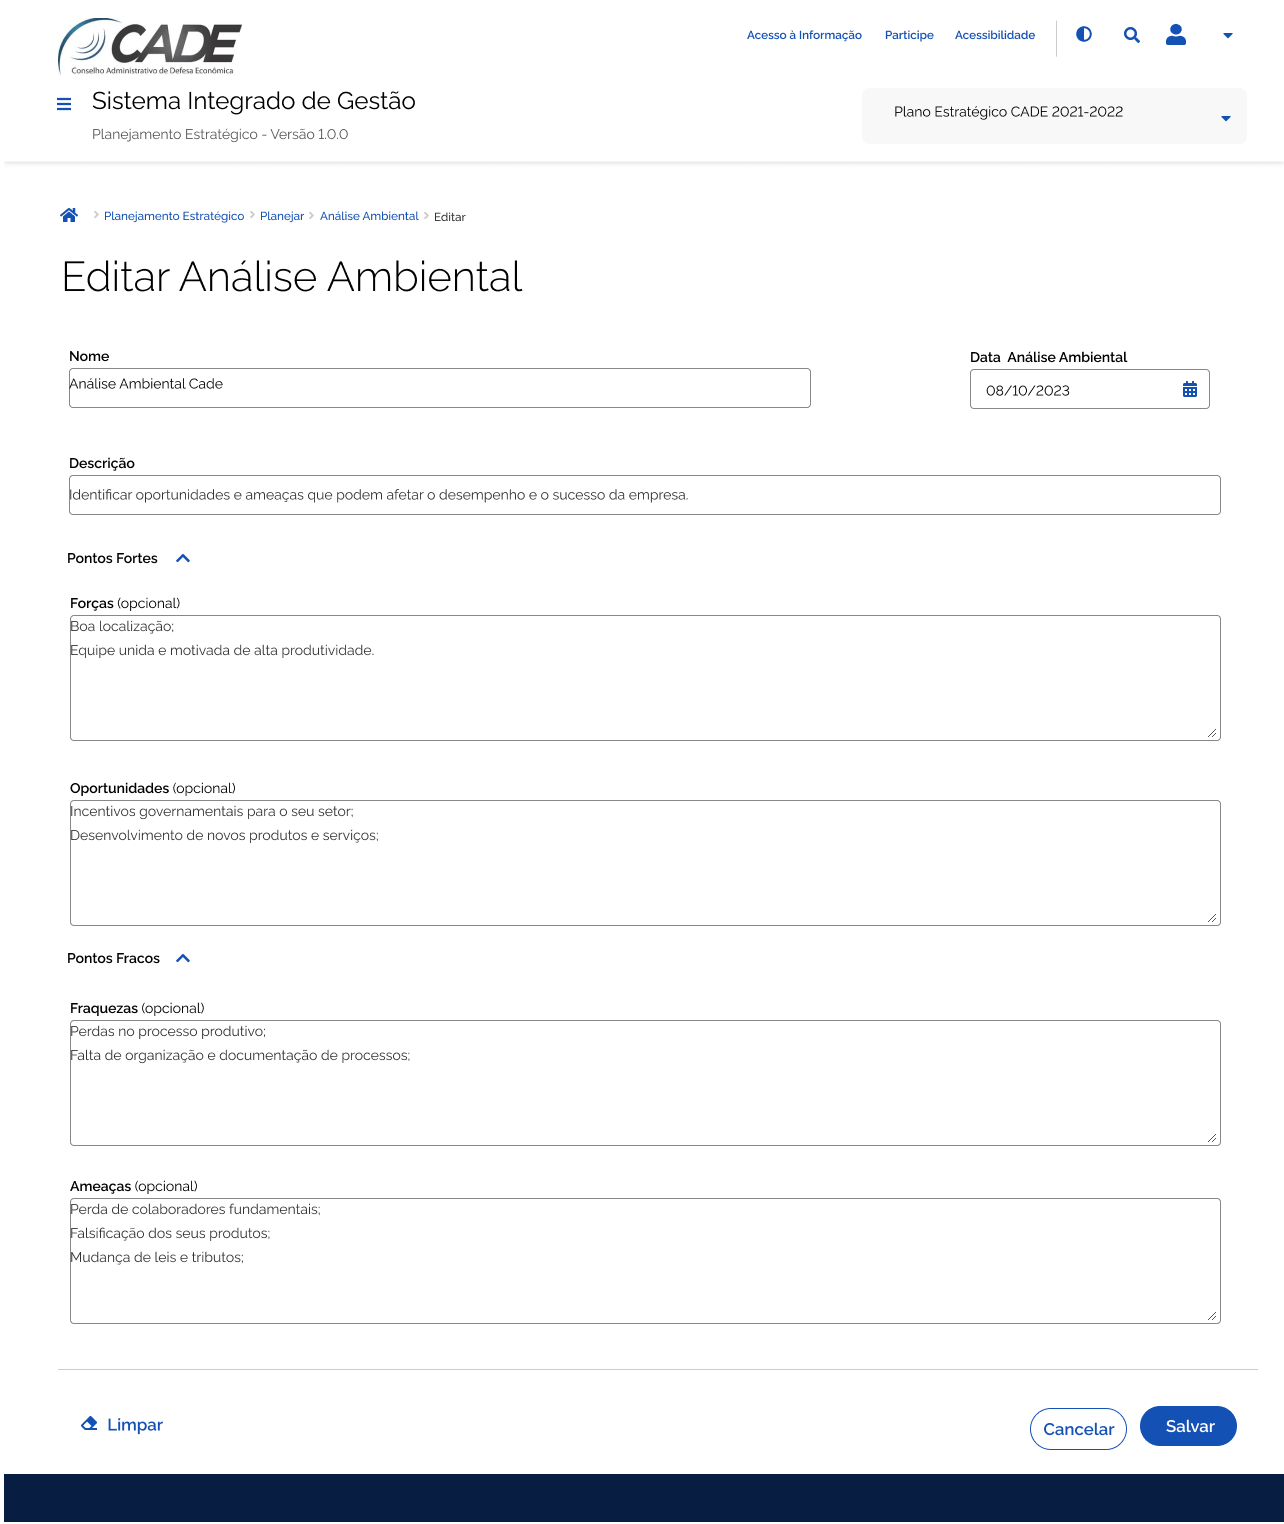 CADE
Conselho Administrativo de Defesa Econômica
Acesso à Informação Participe Acessibilidade
Sistema Integrado de Gestão
Planejamento Estratégico - Versão 1.0.0
Plano Estratégico CADE 2021-2022
Planejamento Estratégico Planejar Análise Ambiental Editar
Editar Análise Ambiental
Nome
Análise Ambiental Cade
Data Análise Ambiental
08/10/2023
Descrição
Identificar oportunidades e ameaças que podem afetar o desempenho e o sucesso da empresa.
Pontos Fortes
Forças (opcional)
Boa localização;
Equipe unida e motivada de alta produtividade.
Oportunidades (opcional)
Incentivos governamentais para o seu setor;
Desenvolvimento de novos produtos e serviços;
Pontos Fracos
Fraquezas (opcional)
Perdas no processo produtivo;
Falta de organização e documentação de processos;
Ameaças (opcional)
Perda de colaboradores fundamentais;
Falsificação dos seus produtos;
Mudança de leis e tributos;
Limpar
Cancelar
Salvar